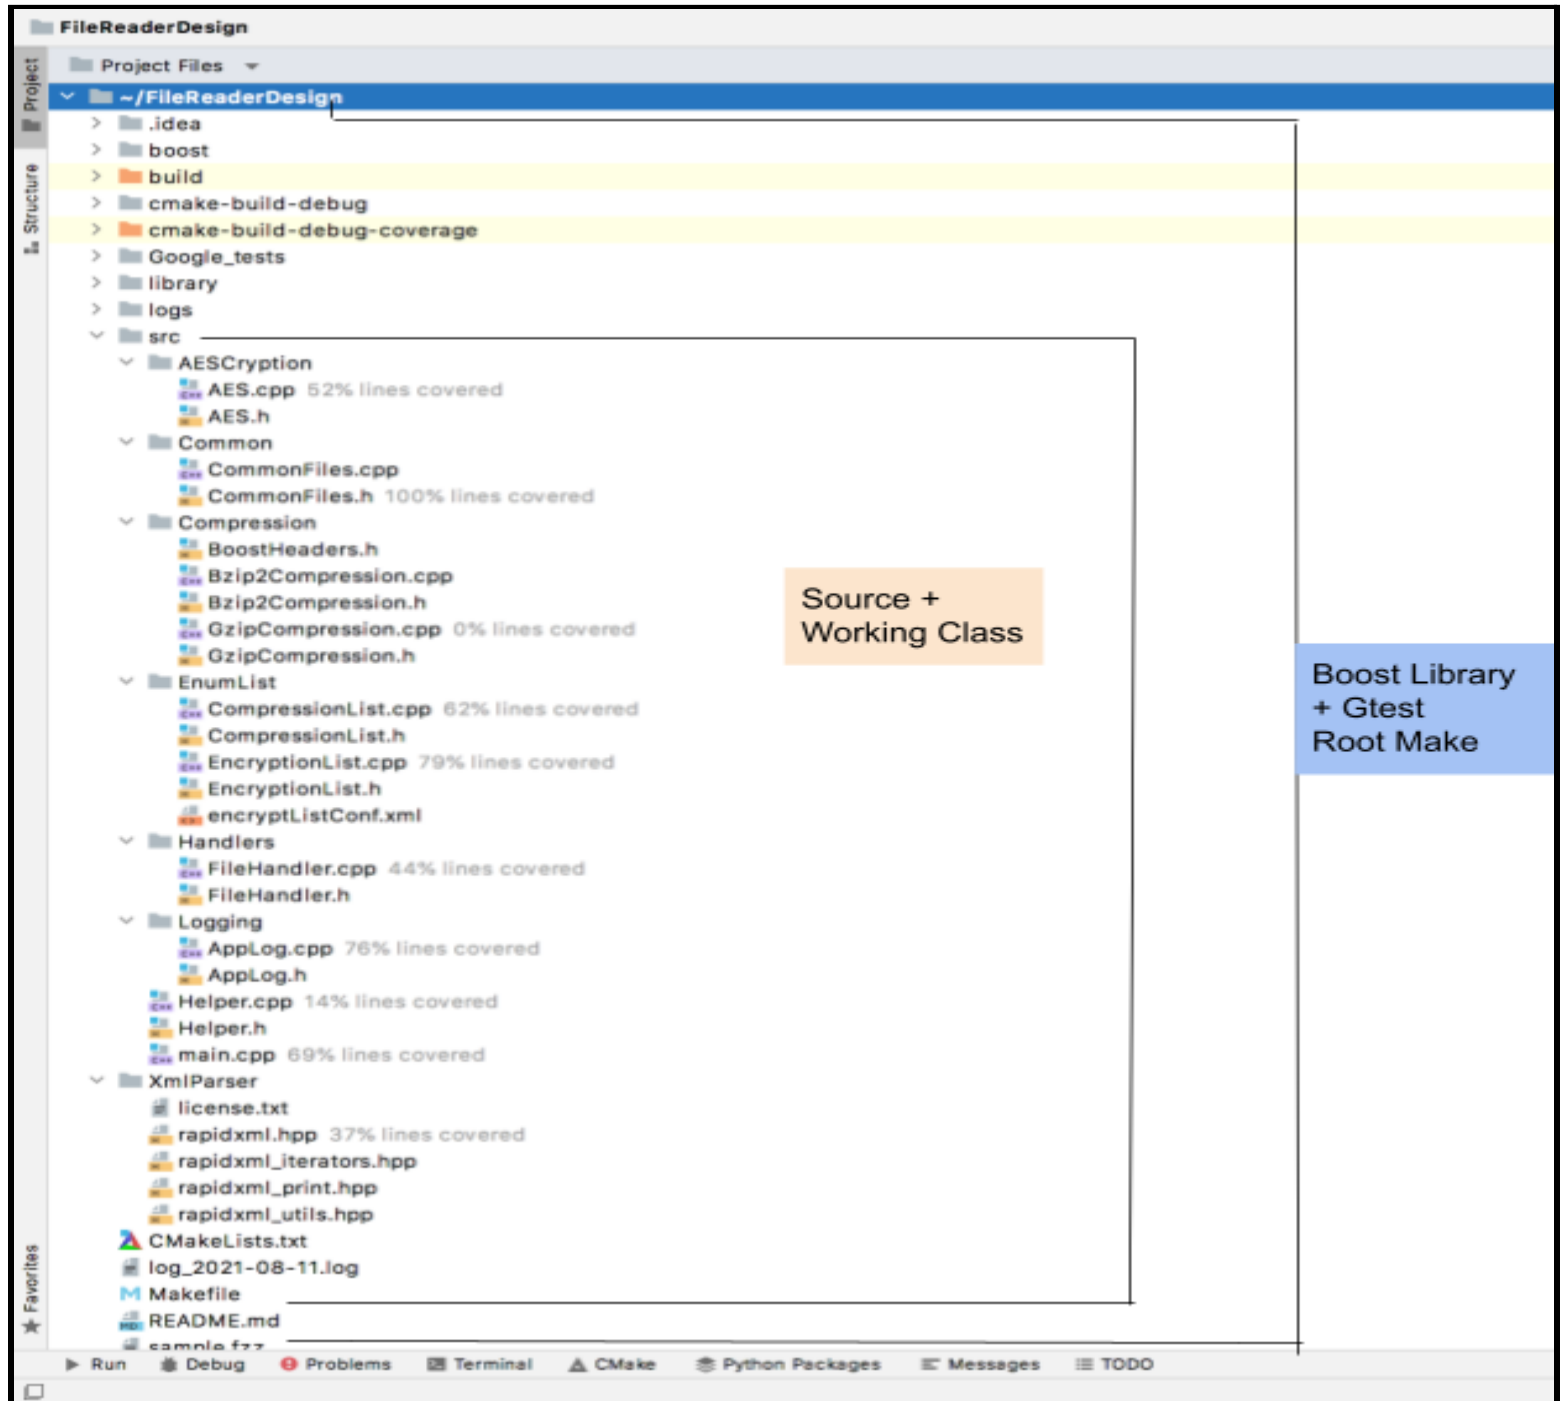 FileReaderDesign
Project
Project Files
~/FileReaderDesign
.idea
boost
build
Structure
cmake-build-debug
cmake-build-debug-coverage
Google_tests
library
logs
src
AESCryption
AES.cpp 52% lines covered
AES.h
Common
CommonFiles.cpp
CommonFiles.h 100% lines covered
Compression
BoostHeaders.h
Bzip2Compression.cpp
Bzip2Compression.h
GzipCompression.cpp 0% lines covered
GzipCompression.h
EnumList
CompressionList.cpp 62% lines covered
CompressionList.h
EncryptionList.cpp 79% lines covered
EncryptionList.h
encryptListConf.xml
Handlers
FileHandler.cpp 44% lines covered
FileHandler.h
Logging
AppLog.cpp 76% lines covered
AppLog.h
Helper.cpp 14% lines covered
Helper.h
main.cpp 69% lines covered
XmlParser
license.txt
rapidxml.hpp 37% lines covered
rapidxml_iterators.hpp
rapidxml_print.hpp
rapidxml_utils.hpp
CMakeLists.txt
log_2021-08-11.log
Makefile
README.md
sample.fzz
Source +
Working Class
Boost Library
+ Gtest
Root Make
Favorites
Run Debug Problems Terminal CMake Python Packages Messages TODO